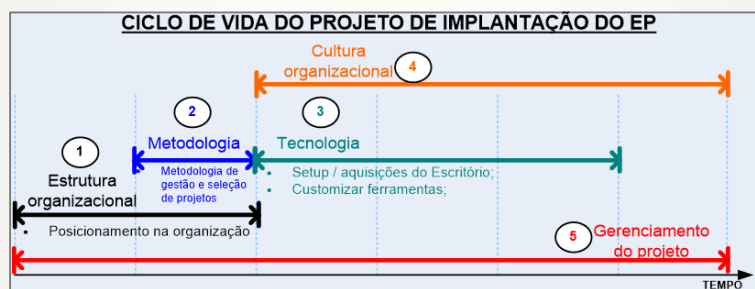 CICLO DE VIDA DO PROJETO DE IMPLANTAÇÃO DO EP
Cultura
organizacional
4
2
3
Metodologia
Tecnologia
1
Metodologia de
gestão e seleção
de projetos
• Setup / aquisições do Escritório;
• Customizar ferramentas;
Estrutura
organizacional
• Posicionamento na organização
5
Gerenciamento
do projeto
TEMPO